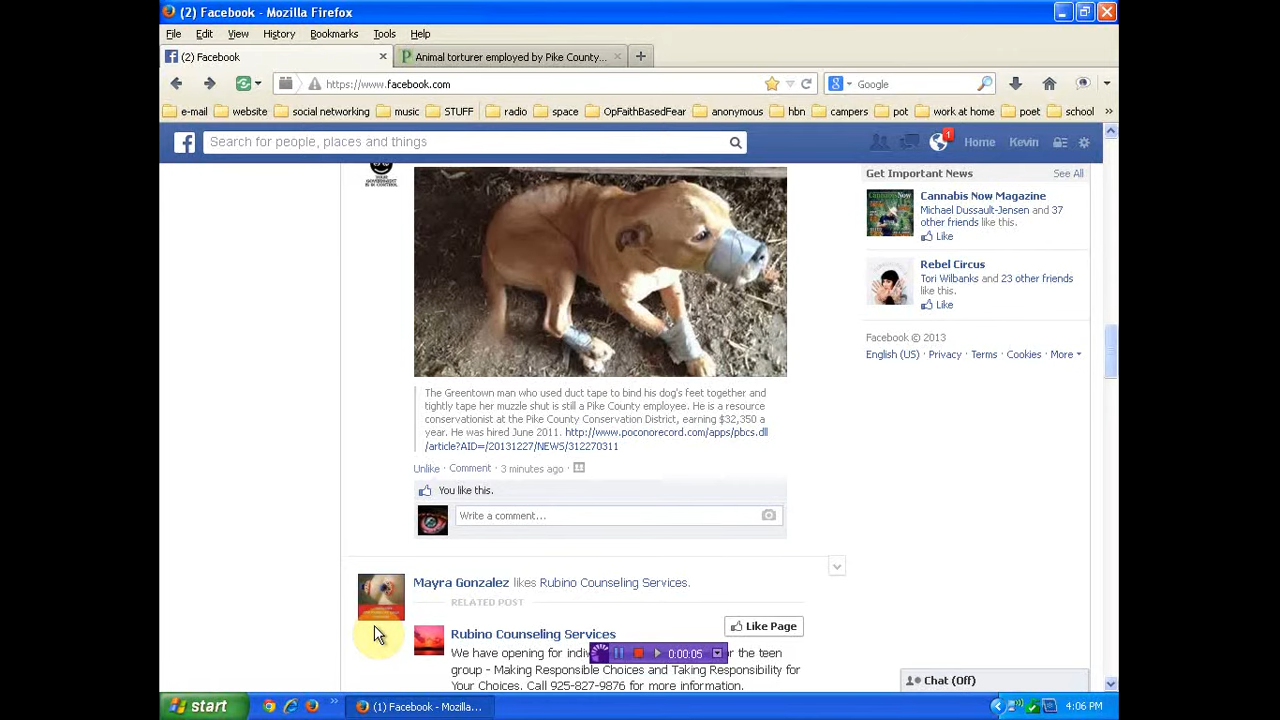 (2) Facebook - Mozilla Firefox
File Edit View History Bookmarks Tools Help
(2) Facebook
Animal torturer employed by Pike County...
https://www.facebook.com
Google
e-mail website social networking music STUFF radio space OpFaithBasedFear anonymous hbn campers pot work at home poet school »
Search for people, places and things
1
Home Kevin
Get Important News See All
Cannabis Now Magazine
Michael Dussault-Jensen and 37
other friends like this.
Like
Rebel Circus
Tori Wilbanks and 23 other friends
like this.
Like
Facebook © 2013
English (US) · Privacy · Terms · Cookies · More
The Greentown man who used duct tape to bind his dog's feet together and
tightly tape her muzzle shut is still a Pike County employee. He is a resource
conservationist at the Pike County Conservation District, earning $32,350 a
year. He was hired June 2011. http://www.poconorecord.com/apps/pbcs.dll
/article?AID=/20131227/NEWS/312270311
Unlike · Comment · 3 minutes ago ·
You like this.
Write a comment...
Mayra Gonzalez likes Rubino Counseling Services.
RELATED POST
Like Page
Rubino Counseling Services
We have opening for the teen
group - Making Responsible Choices and Taking Responsibility for
Your Choices. Call 925-827-9876 for more information.
0:00:05
Chat (Off)
start
(1) Facebook - Mozilla...
4:06 PM